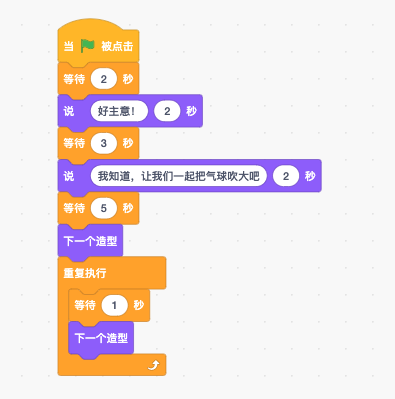 当 被点击
等待 2 秒
说 好主意！ 2 秒
等待 3 秒
说 我知道，让我们一起把气球吹大吧 2 秒
等待 5 秒
下一个造型
重复执行
等待 1 秒
下一个造型